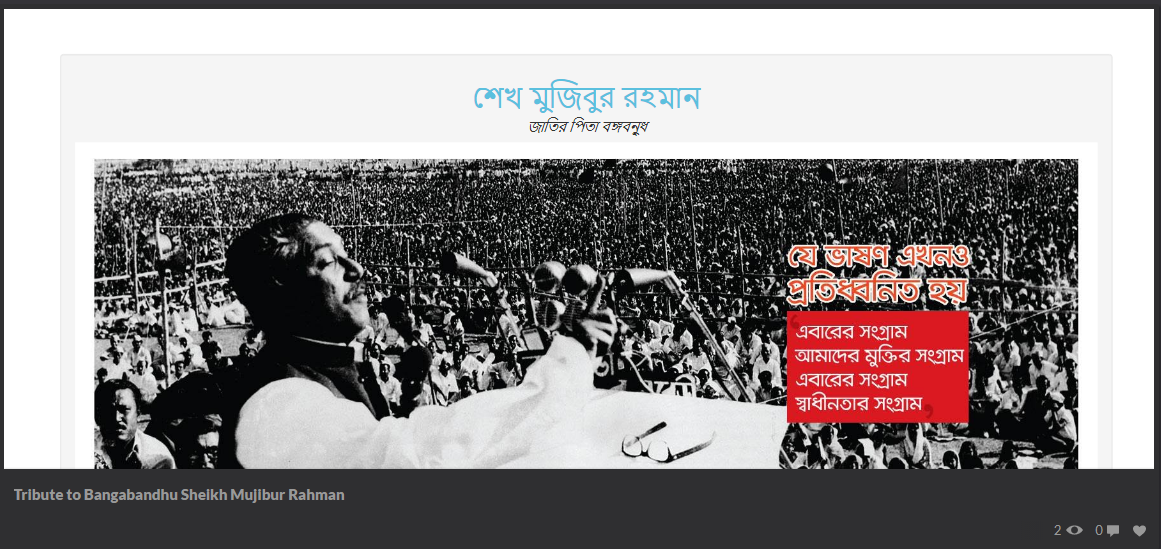 শেখ মুজিবুর রহমান
জাতির পিতা বঙ্গবন্ধু
যে ভাষণ এখনও
প্রতিধ্বনিত হয়
‘এবারের সংগ্রাম
আমাদের মুক্তির সংগ্রাম
এবারের সংগ্রাম
স্বাধীনতার সংগ্রাম’
Tribute to Bangabandhu Sheikh Mujibur Rahman
2 0